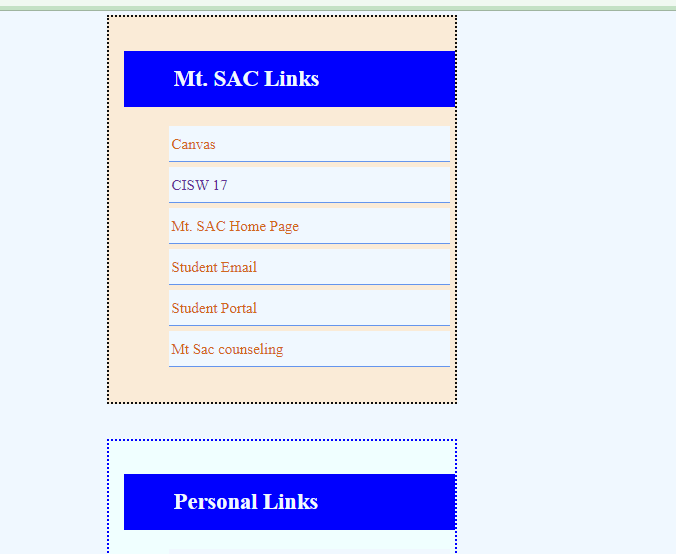 Mt. SAC Links
Canvas
CISW 17
Mt. SAC Home Page
Student Email
Student Portal
Mt Sac counseling
Personal Links